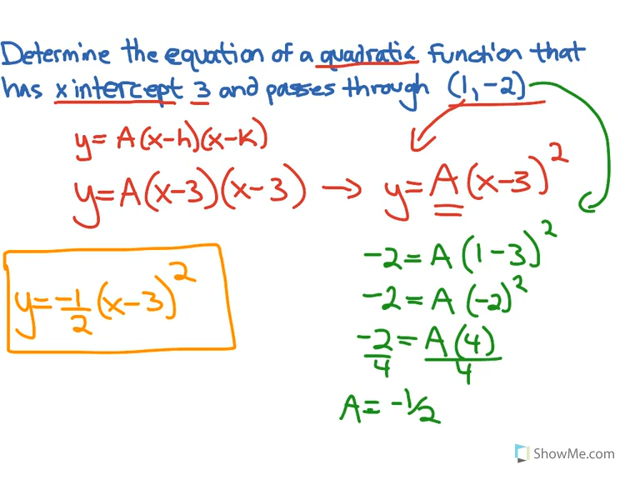 Determine the equation of a quadratic function that
has x intercept 3 and passes through (1, -2)
y = A(x-h)(x-k)
y = A(x-3)(x-3) → y = A(x-3)²
-2 = A(1-3)²
-2 = A(-2)²
-2/4 = A(4)/4
A = -1/2
y = -1/2 (x-3)²
ShowMe.com